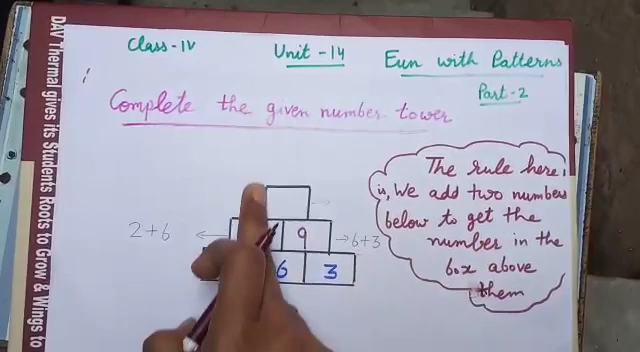 DAV Thermal gives its Students Roots to Grow & Wings to
Class-IV
Unit-14
Fun with Patterns
Part-2
Complete the given number tower
2+6
9
6+3
6
3
The rule here
is, We add two numbers
below to get the
number in the
box above
them